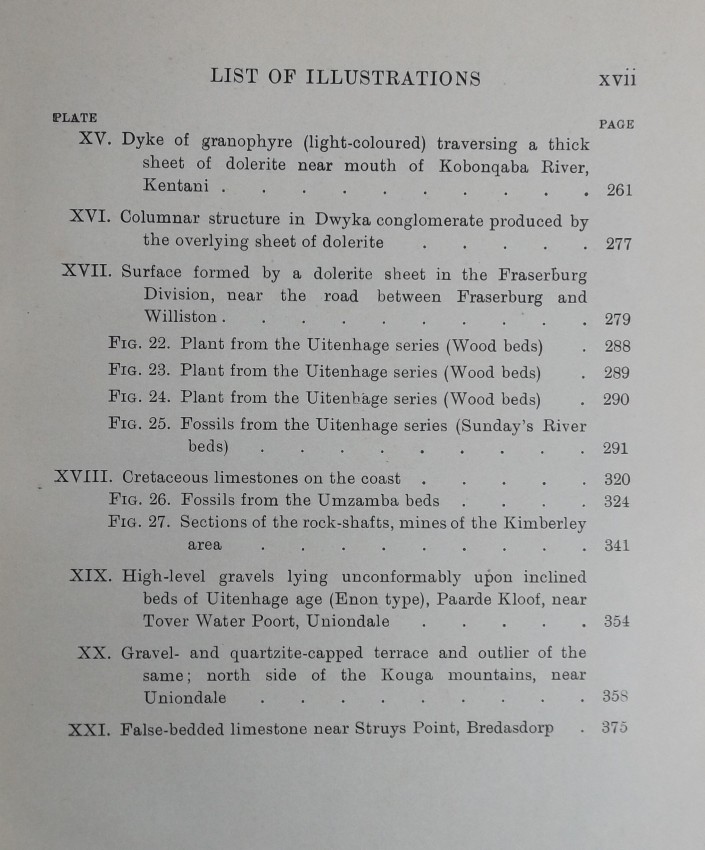 LIST OF ILLUSTRATIONS xvii
PLATE PAGE
XV. Dyke of granophyre (light-coloured) traversing a thick
sheet of dolerite near mouth of Kobonqaba River,
Kentani . . . . . . . . . . 261
XVI. Columnar structure in Dwyka conglomerate produced by
the overlying sheet of dolerite . . . . . 277
XVII. Surface formed by a dolerite sheet in the Fraserburg
Division, near the road between Fraserburg and
Williston . . . . . . . . . . 279
FIG. 22. Plant from the Uitenhage series (Wood beds) . 288
FIG. 23. Plant from the Uitenhage series (Wood beds) . 289
FIG. 24. Plant from the Uitenhage series (Wood beds) . 290
FIG. 25. Fossils from the Uitenhage series (Sunday's River
beds) . . . . . . . . . 291
XVIII. Cretaceous limestones on the coast . . . . . 320
FIG. 26. Fossils from the Umzamba beds . . . . 324
FIG. 27. Sections of the rock-shafts, mines of the Kimberley
area . . . . . . . . . 341
XIX. High-level gravels lying unconformably upon inclined
beds of Uitenhage age (Enon type), Paarde Kloof, near
Tover Water Poort, Uniondale . . . . . 354
XX. Gravel- and quartzite-capped terrace and outlier of the
same; north side of the Kouga mountains, near
Uniondale . . . . . . . . . 358
XXI. False-bedded limestone near Struys Point, Bredasdorp . 375